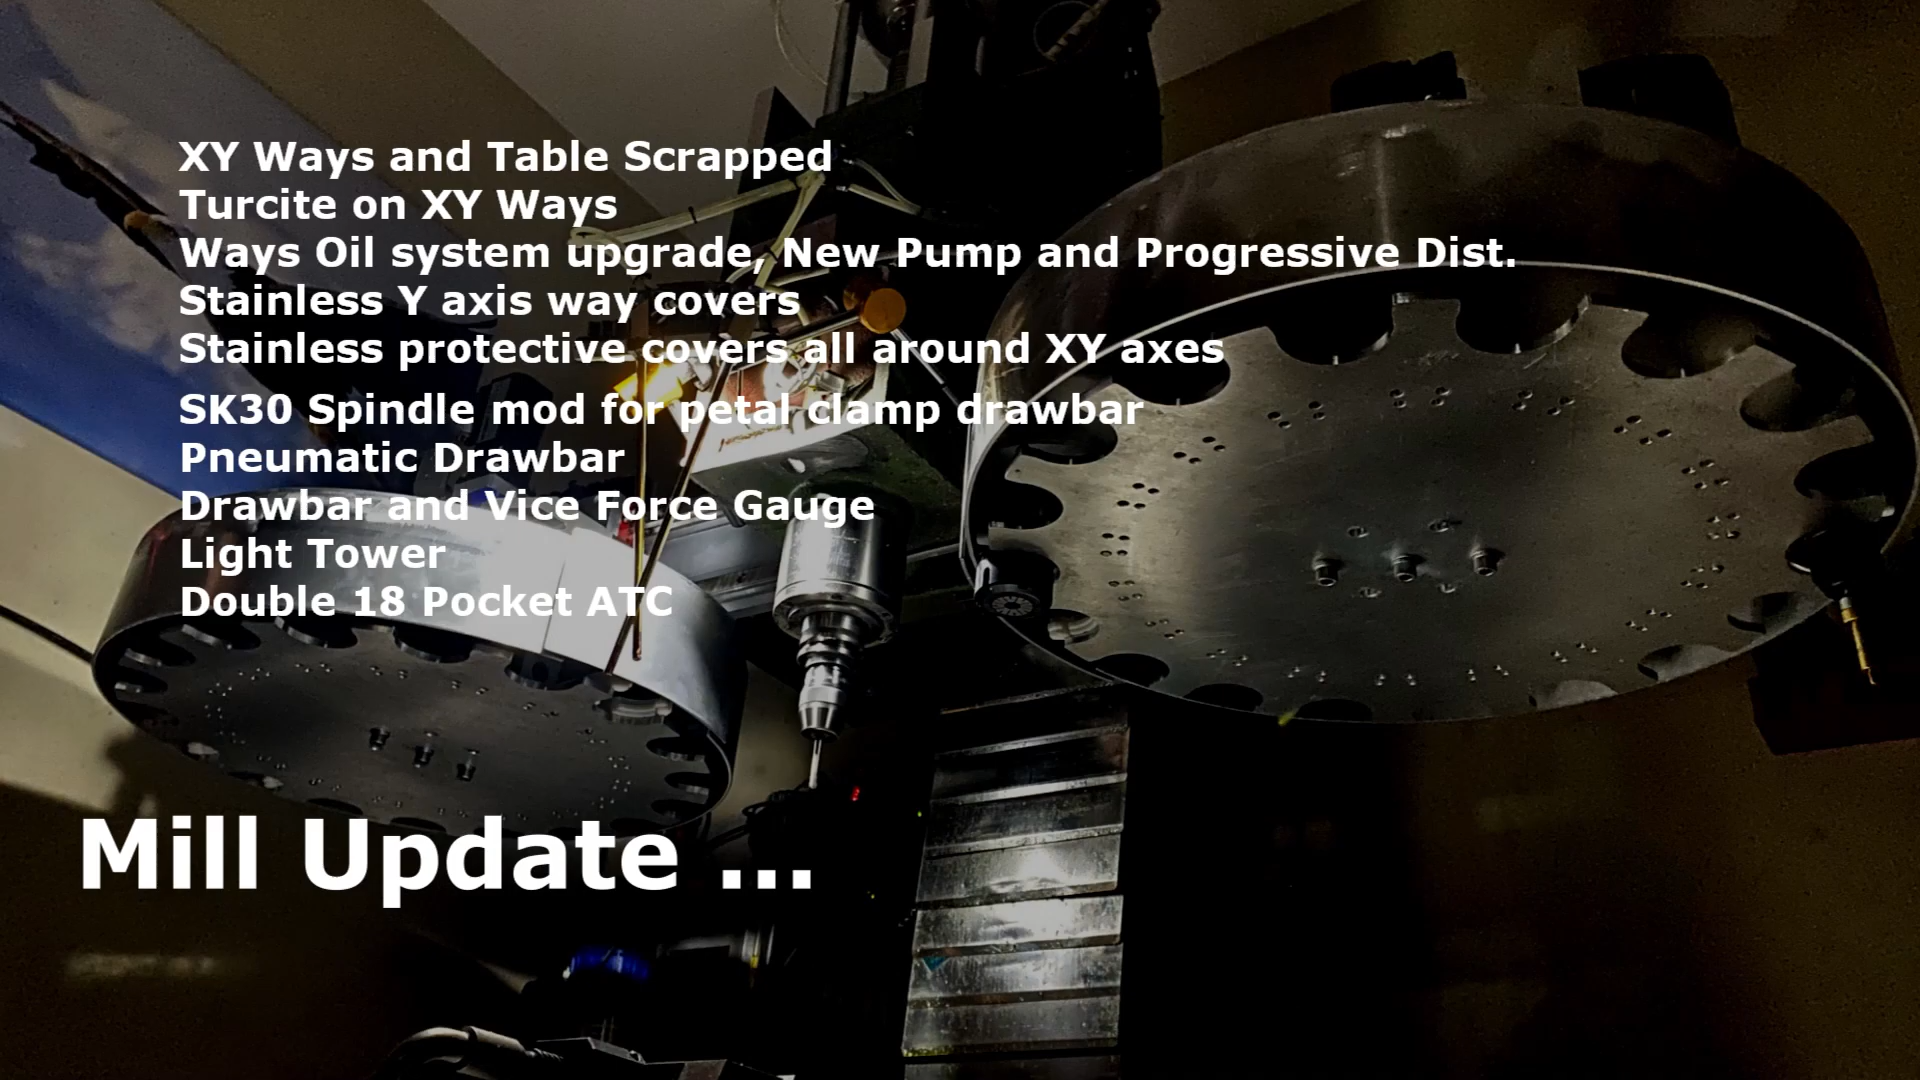 XY Ways and Table Scrapped
Turcite on XY Ways
Ways Oil system upgrade, New Pump and Progressive Dist.
Stainless Y axis way covers
Stainless protective covers all around XY axes
SK30 Spindle mod for petal clamp drawbar
Pneumatic Drawbar
Drawbar and Vice Force Gauge
Light Tower
Double 18 Pocket ATC
Mill Update ...